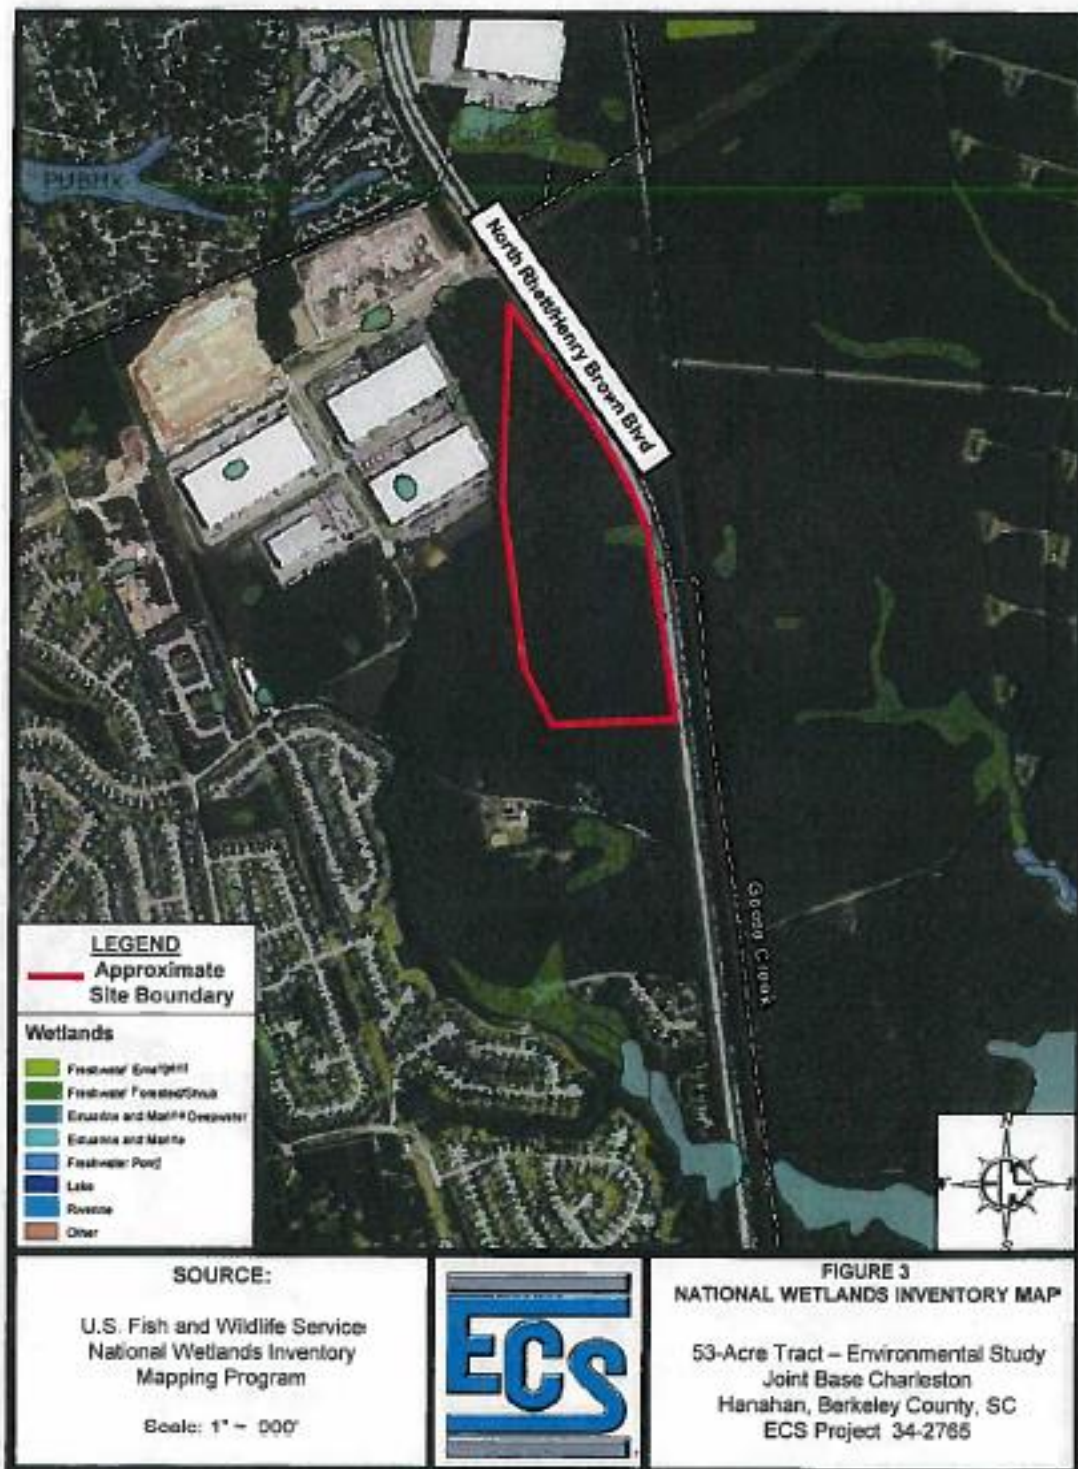 PUBHx
North Rhett/Henry Brown Blvd
Goose Creek
LEGEND
Approximate
Site Boundary
Wetlands
Freshwater Emergent
Freshwater Forested/Shrub
Estuarine and Marine Deepwater
Estuarine and Marine
Freshwater Pond
Lake
Riverine
Other
N
S
SOURCE:
U.S. Fish and Wildlife Service
National Wetlands Inventory
Mapping Program
Scale: 1" ~ 000'
ECS
FIGURE 3
NATIONAL WETLANDS INVENTORY MAP
53-Acre Tract – Environmental Study
Joint Base Charleston
Hanahan, Berkeley County, SC
ECS Project 34-2765